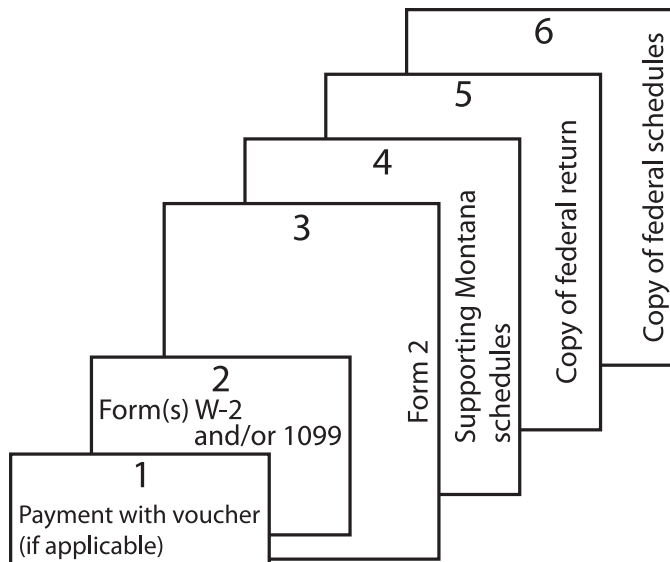 6
Copy of federal schedules
5
Copy of federal return
4
Supporting Montana
schedules
3
Form 2
2
Form(s) W-2
and/or 1099
1
Payment with voucher
(if applicable)